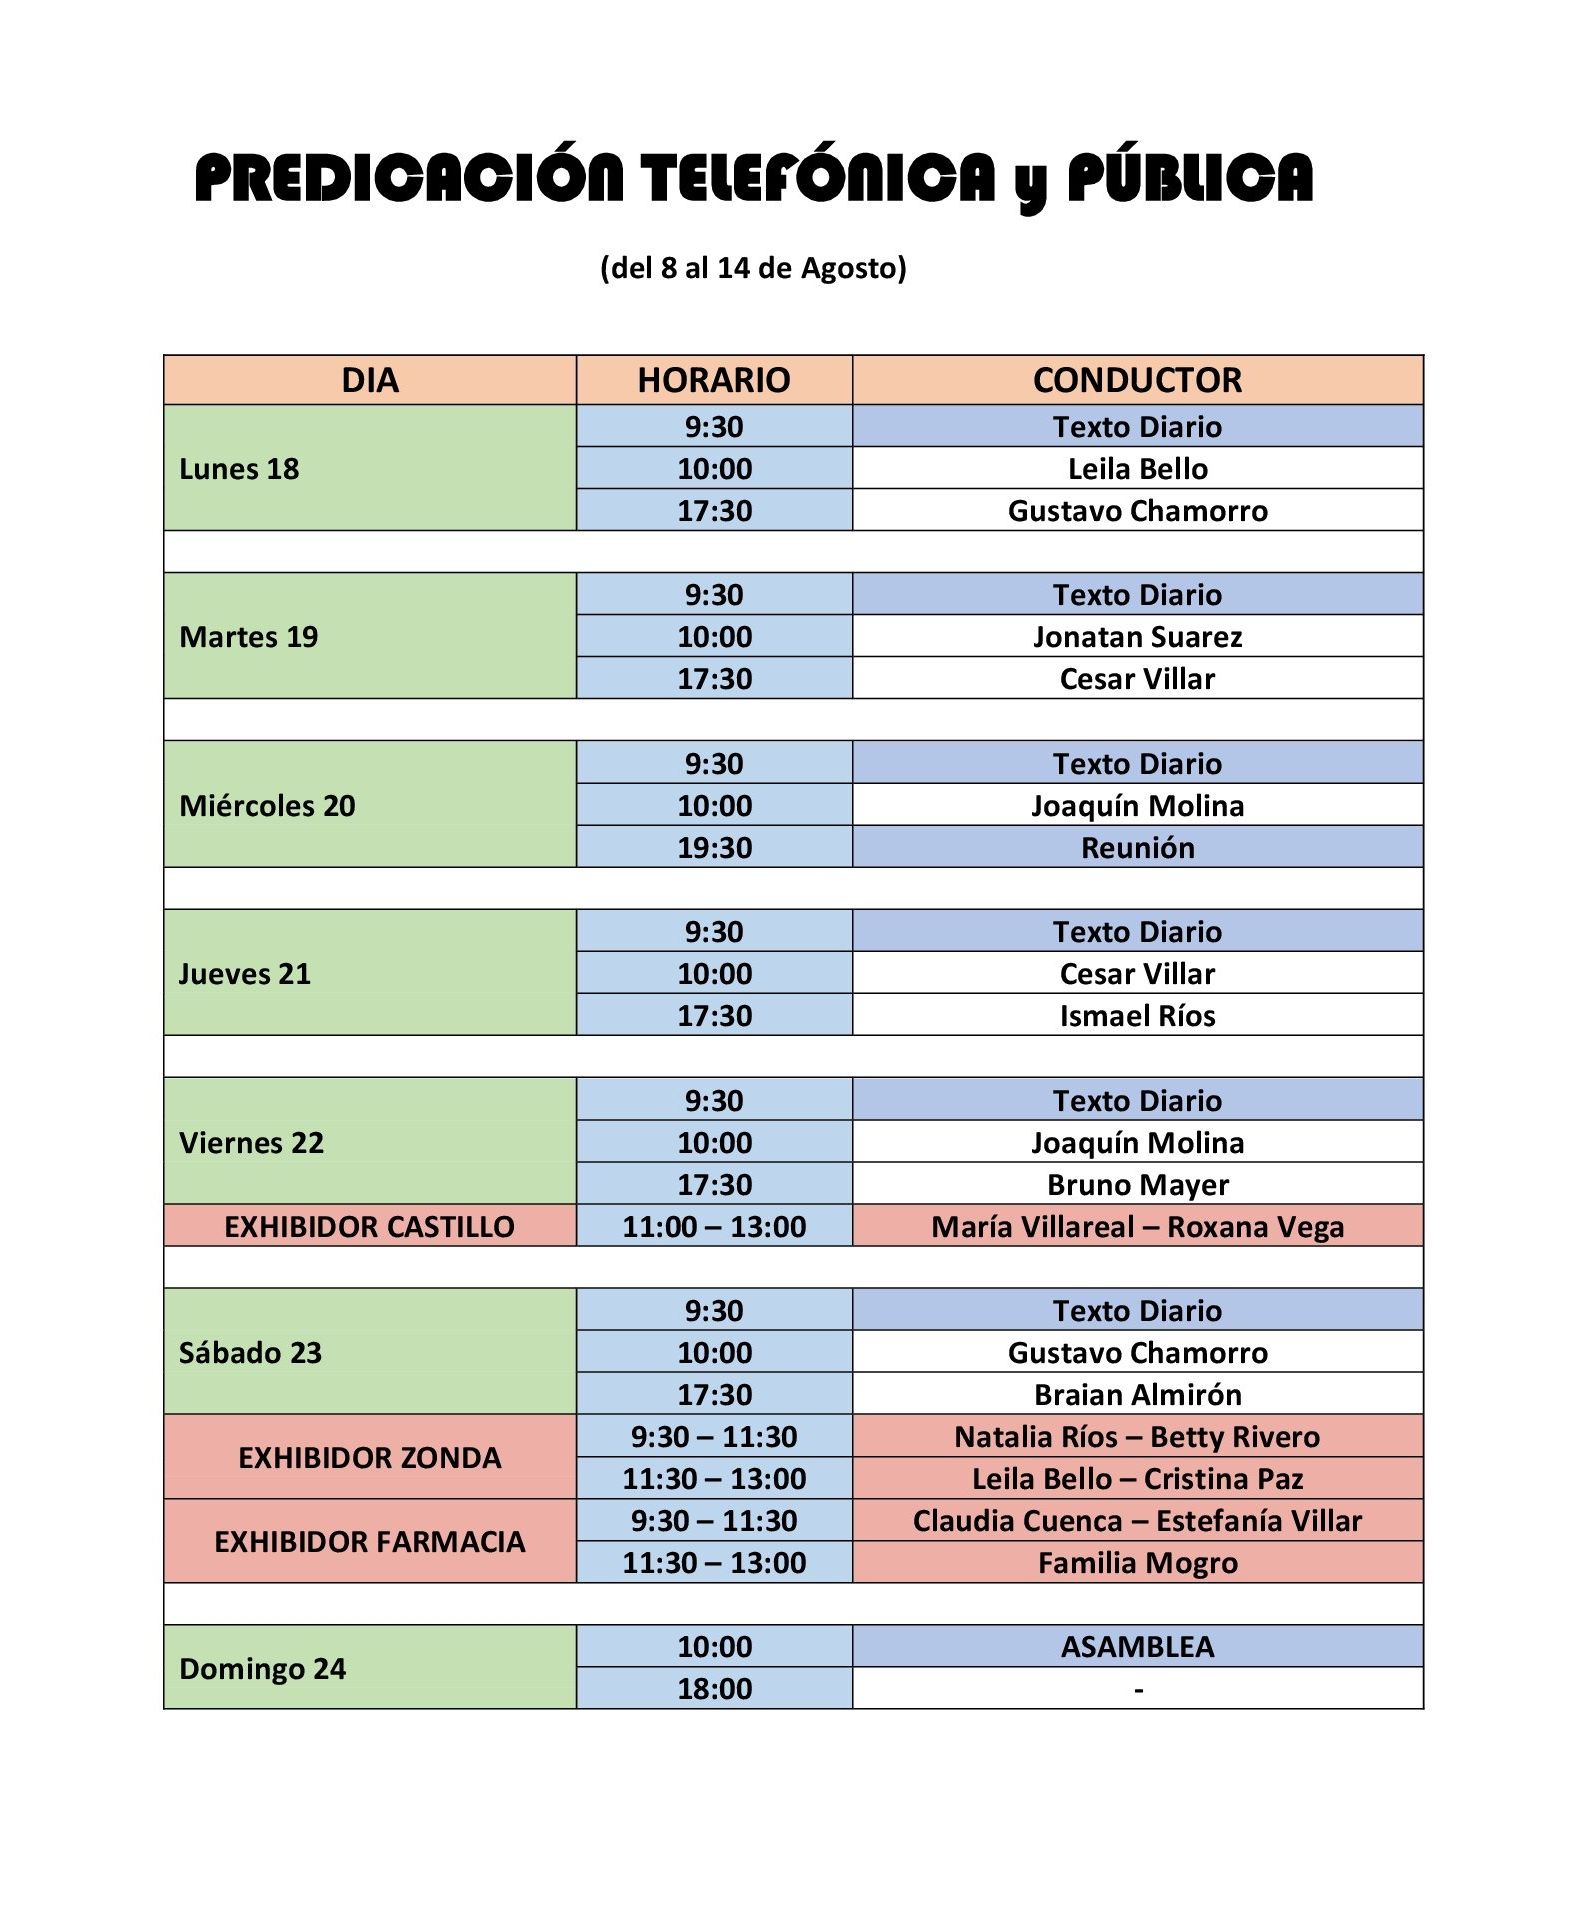 PREDICACIÓN TELEFÓNICA y PÚBLICA
(del 8 al 14 de Agosto)
DIA HORARIO CONDUCTOR
Lunes 18
9:30 Texto Diario
10:00 Leila Bello
17:30 Gustavo Chamorro
Martes 19
9:30 Texto Diario
10:00 Jonatan Suarez
17:30 Cesar Villar
Miércoles 20
9:30 Texto Diario
10:00 Joaquín Molina
19:30 Reunión
Jueves 21
9:30 Texto Diario
10:00 Cesar Villar
17:30 Ismael Ríos
Viernes 22
9:30 Texto Diario
10:00 Joaquín Molina
17:30 Bruno Mayer
EXHIBIDOR CASTILLO 11:00 – 13:00 María Villareal – Roxana Vega
Sábado 23
9:30 Texto Diario
10:00 Gustavo Chamorro
17:30 Braian Almirón
EXHIBIDOR ZONDA
9:30 – 11:30 Natalia Ríos – Betty Rivero
11:30 – 13:00 Leila Bello – Cristina Paz
EXHIBIDOR FARMACIA
9:30 – 11:30 Claudia Cuenca – Estefanía Villar
11:30 – 13:00 Familia Mogro
Domingo 24
10:00 ASAMBLEA
18:00 -